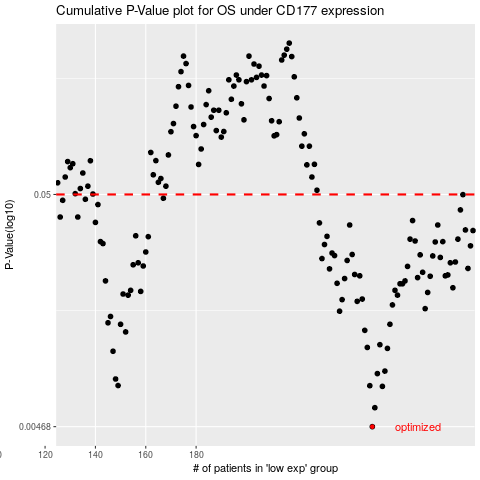 Cumulative P-Value plot for OS under CD177 expression
P-Value(log10)
0.05
0.00468
optimized
0 120 140 160 180
# of patients in 'low exp' group